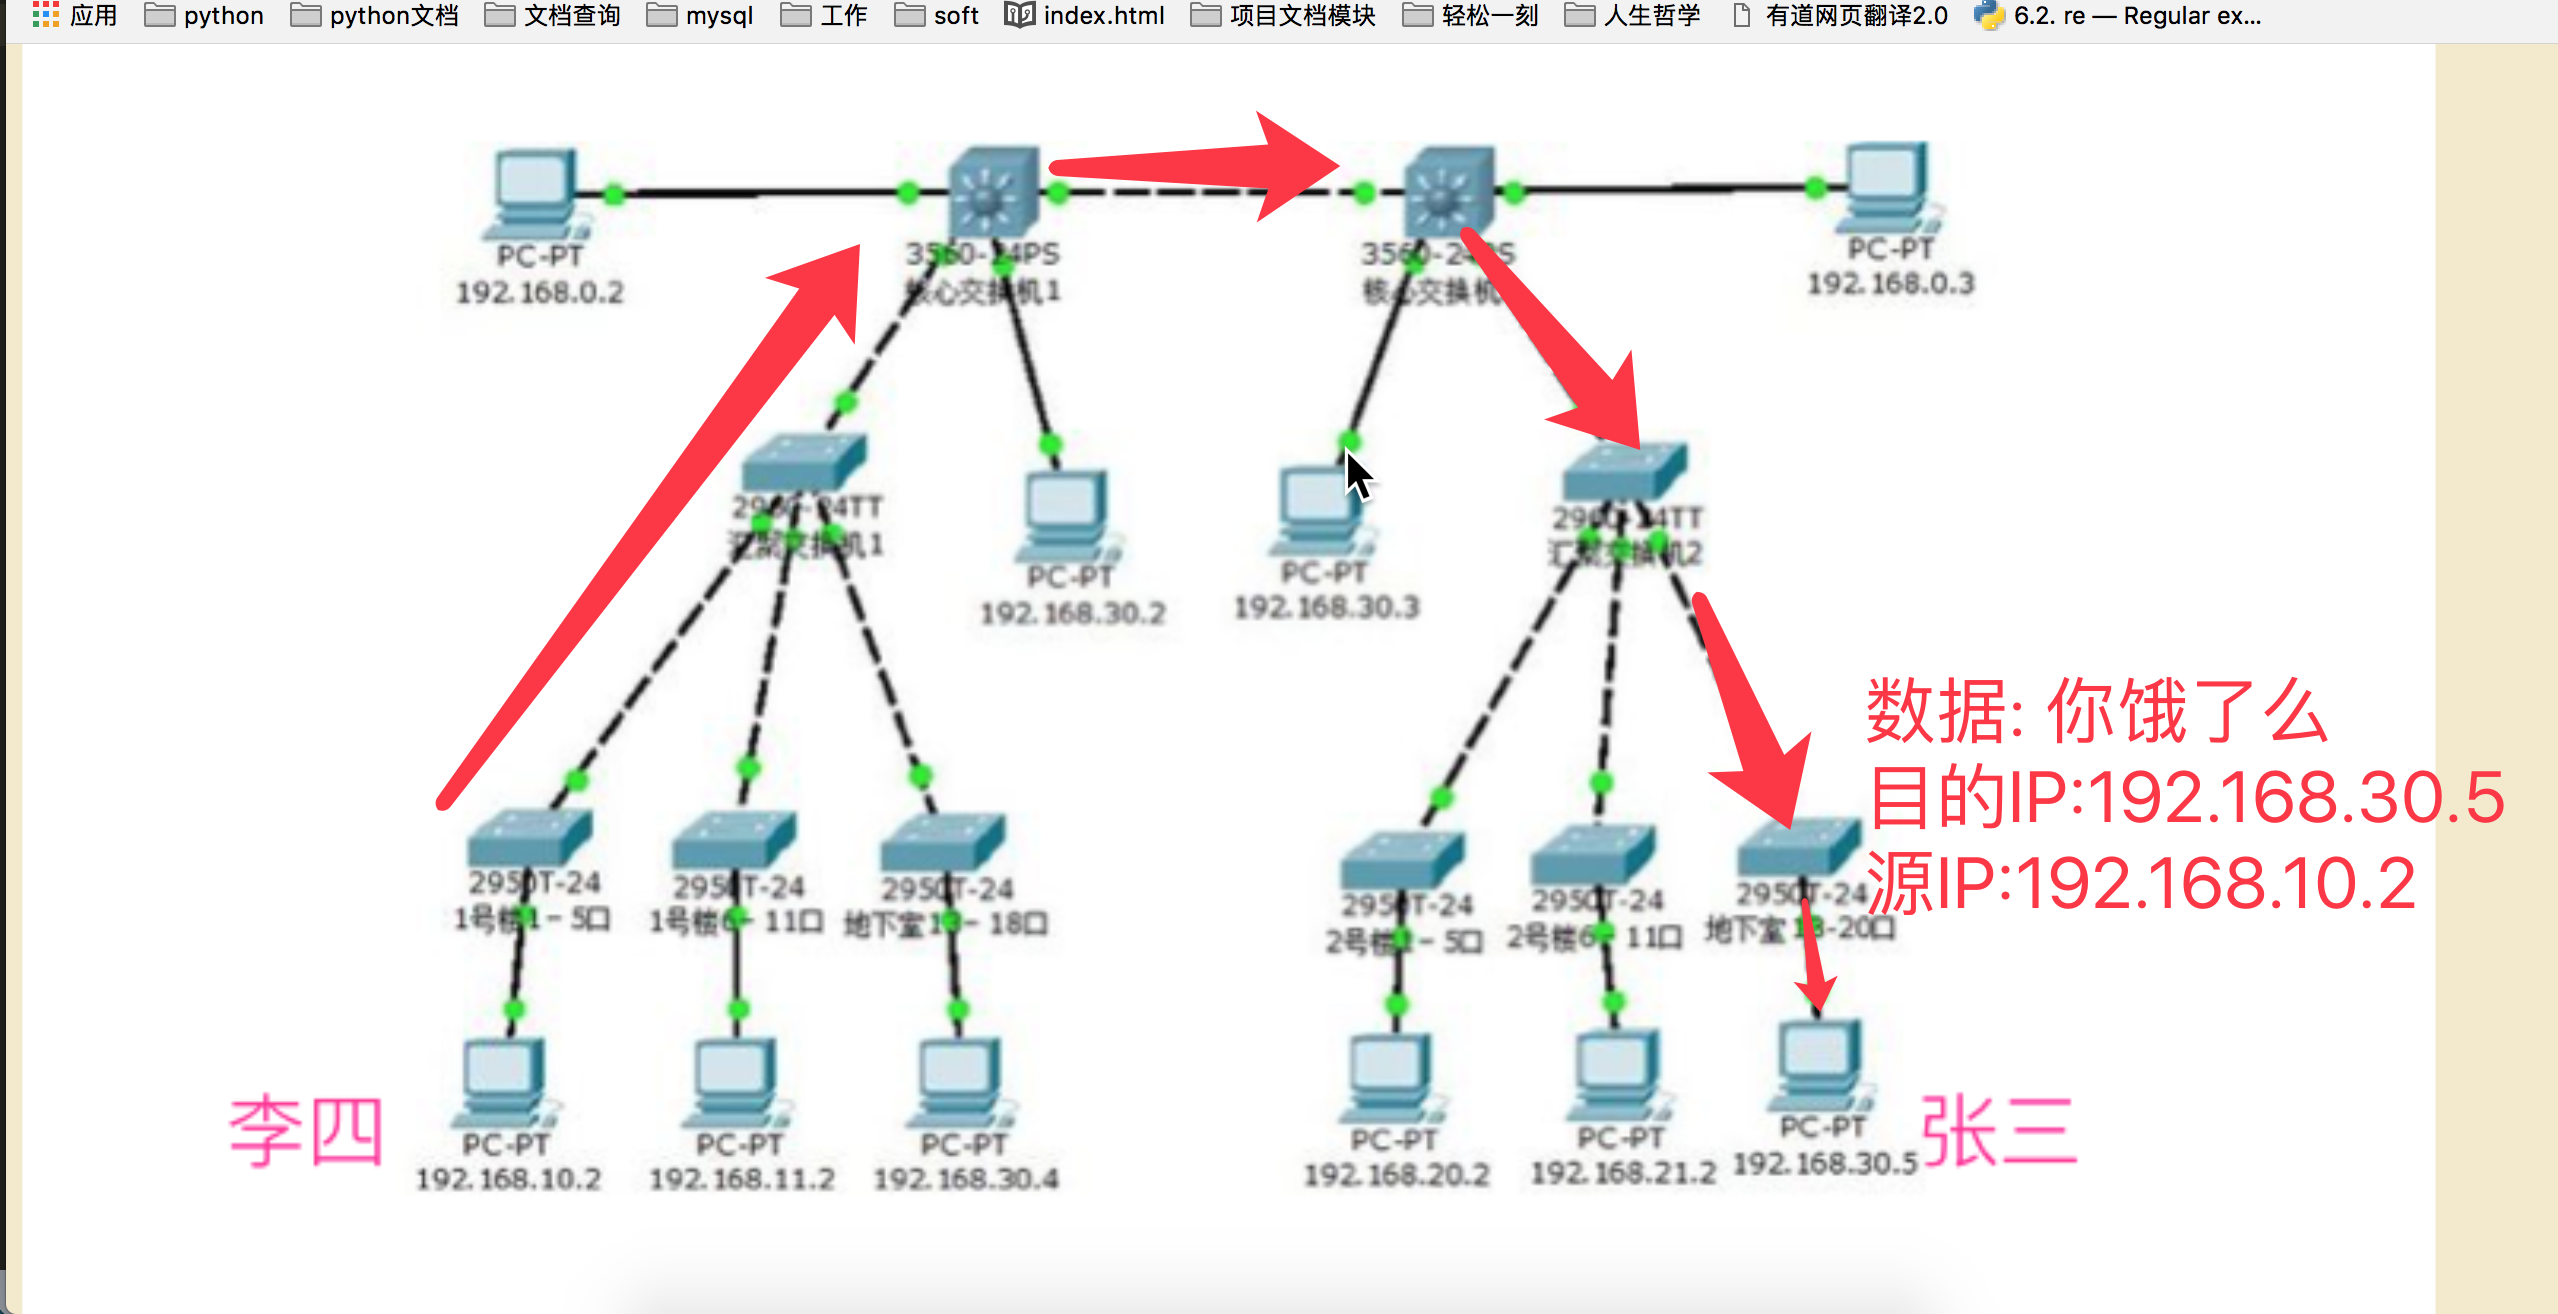 应用 python python文档 文档查询 mysql 工作 soft index.html 项目文档模块 轻松一刻 人生哲学 有道网页翻译2.0 6.2. re — Regular ex...
PC-PT
192.168.0.2
3560-24PS
核心交换机1
3560-24PS
核心交换机
PC-PT
192.168.0.3
2960-24TT
汇聚交换机1
PC-PT
192.168.30.2
PC-PT
192.168.30.3
2960-24TT
汇聚交换机2
数据: 你饿了么
目的IP:192.168.30.5
源IP:192.168.10.2
2950T-24
1号楼1－5口
2950T-24
1号楼6－11口
2950T-24
地下室1 － 18口
2950T-24
2号楼 －5口
2950T-24
2号楼6 11口
2950T-24
地下室 -20口
李四
PC-PT
192.168.10.2
PC-PT
192.168.11.2
PC-PT
192.168.30.4
PC-PT
192.168.20.2
PC-PT
192.168.21.2
PC-PT
192.168.30.5
张三